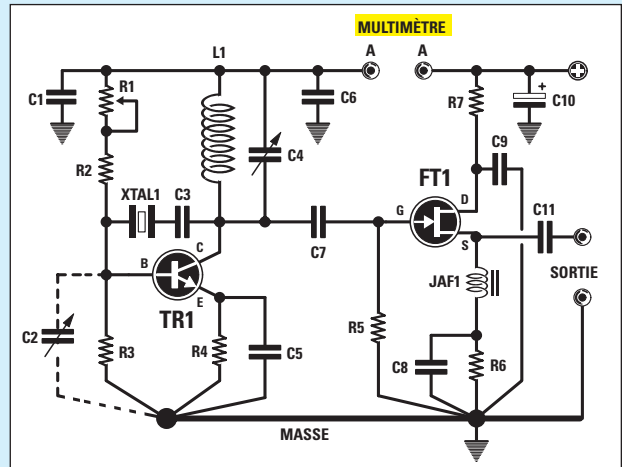 MULTIMÈTRE
L1
A
A
R1
C1
C6
R7
+
C10
C4
R2
C9
XTAL1
C3
FT1
D
C11
G
C
C7
S
B
JAF1
SORTIE
E
TR1
C2
R3
R4
C5
R5
C8
R6
MASSE